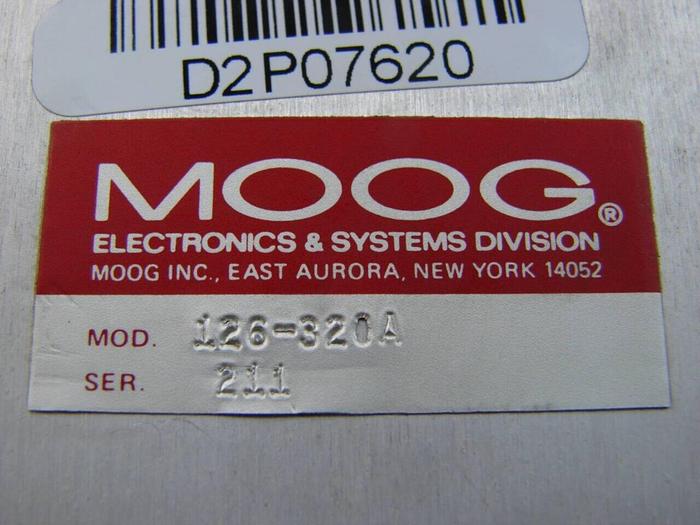 D2P07620
MOOG®
ELECTRONICS & SYSTEMS DIVISION
MOOG INC., EAST AURORA, NEW YORK 14052
MOD. 126-320A
SER. 211